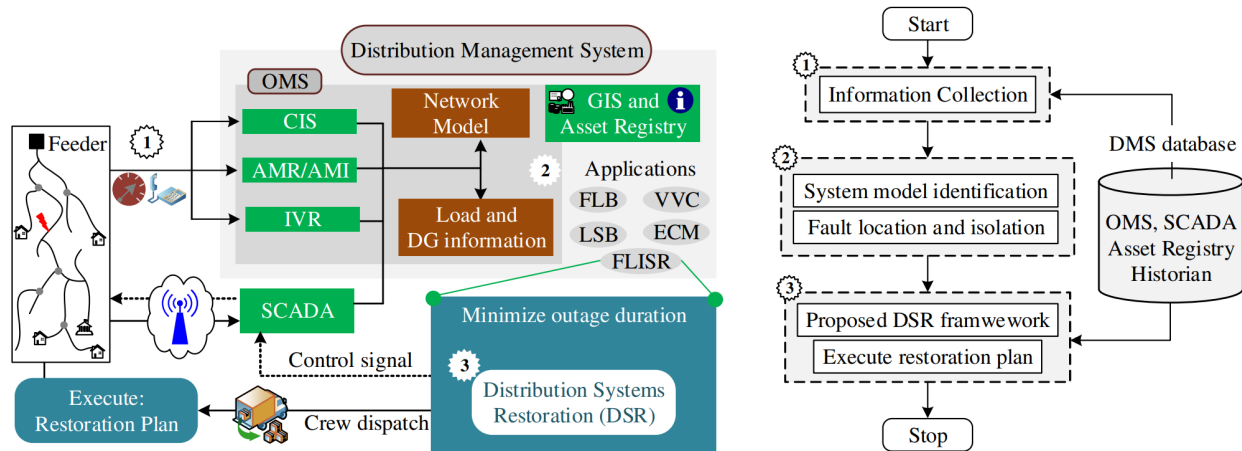 Distribution Management System
OMS
CIS
AMR/AMI
IVR
Network
Model
Load and
DG information
GIS and
Asset Registry
i
Feeder
1
2
Applications
FLB
VVC
LSB
ECM
FLISR
SCADA
Minimize outage duration
Control signal
3
Distribution Systems
Restoration (DSR)
Execute:
Restoration Plan
Crew dispatch
Start
1
Information Collection
DMS database
2
System model identification
Fault location and isolation
OMS, SCADA
Asset Registry
Historian
3
Proposed DSR framwework
Execute restoration plan
Stop